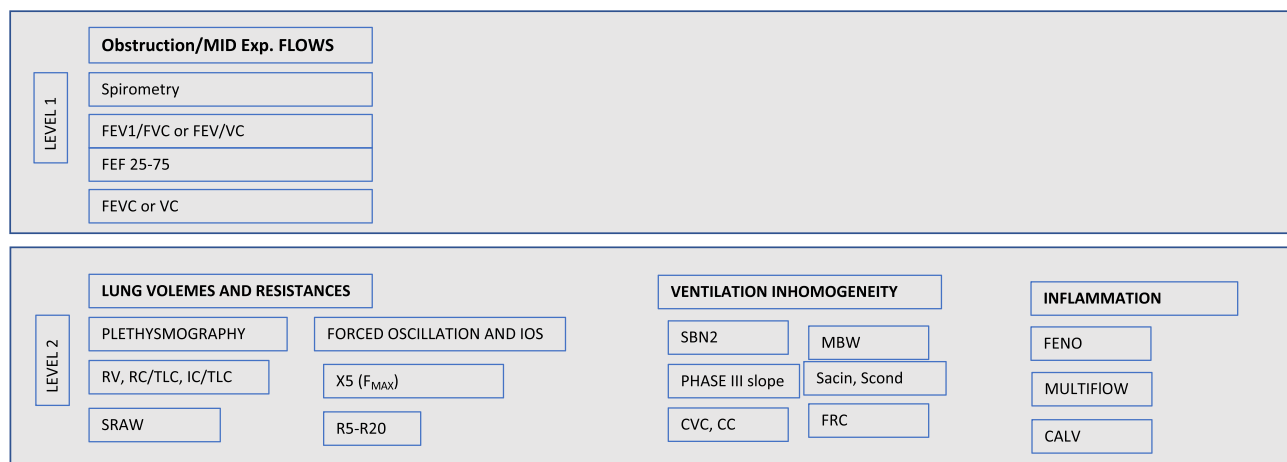 Obstruction/MID Exp. FLOWS
LEVEL 1
Spirometry
FEV1/FVC or FEV/VC
FEF 25-75
FEVC or VC
LUNG VOLEMES AND RESISTANCES
VENTILATION INHOMOGENEITY
INFLAMMATION
LEVEL 2
PLETHYSMOGRAPHY
FORCED OSCILLATION AND IOS
SBN2
MBW
FENO
RV, RC/TLC, IC/TLC
X5 (FMAX)
PHASE III slope
Sacin, Scond
MULTIFlOW
SRAW
R5-R20
CVC, CC
FRC
CALV